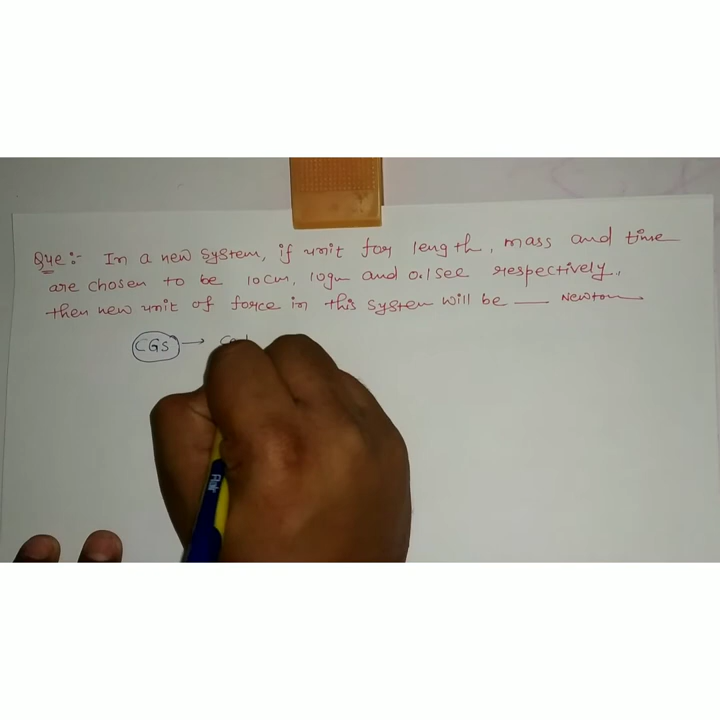 Que:- In a new system, if unit for length, mass and time
are chosen to be 10cm, 10gm and 0.1sec respectively,
then new unit of force in this system will be — Newton
CGS →